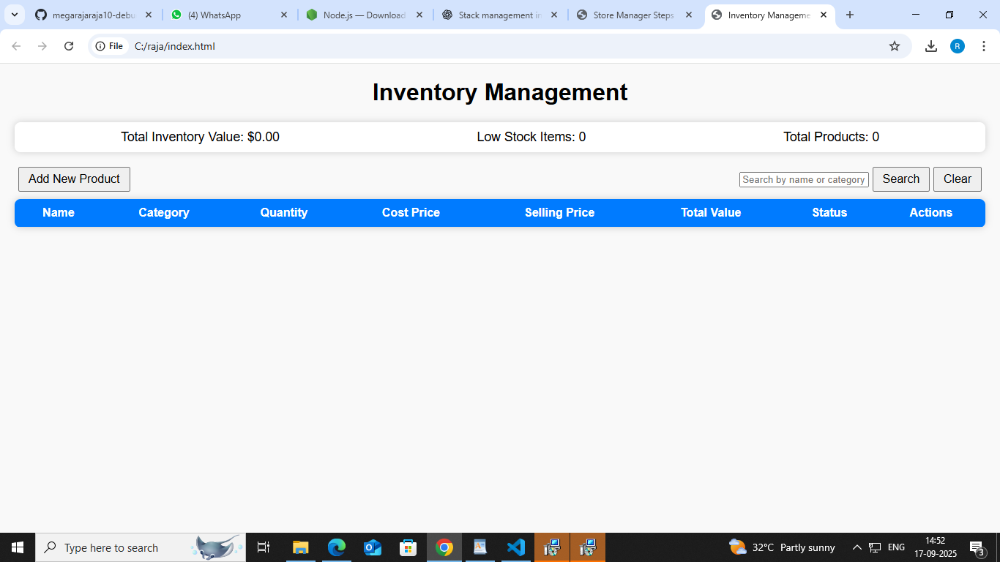 megarajaraja10-debu
(4) WhatsApp
Node.js — Download
Stack management in
Store Manager Steps
Inventory Manageme
File
C:/raja/index.html
R
Inventory Management
Total Inventory Value: $0.00
Low Stock Items: 0
Total Products: 0
Add New Product
Search by name or category
Search
Clear
Name
Category
Quantity
Cost Price
Selling Price
Total Value
Status
Actions
Type here to search
32°C Partly sunny
ENG
14:52
17-09-2025
3